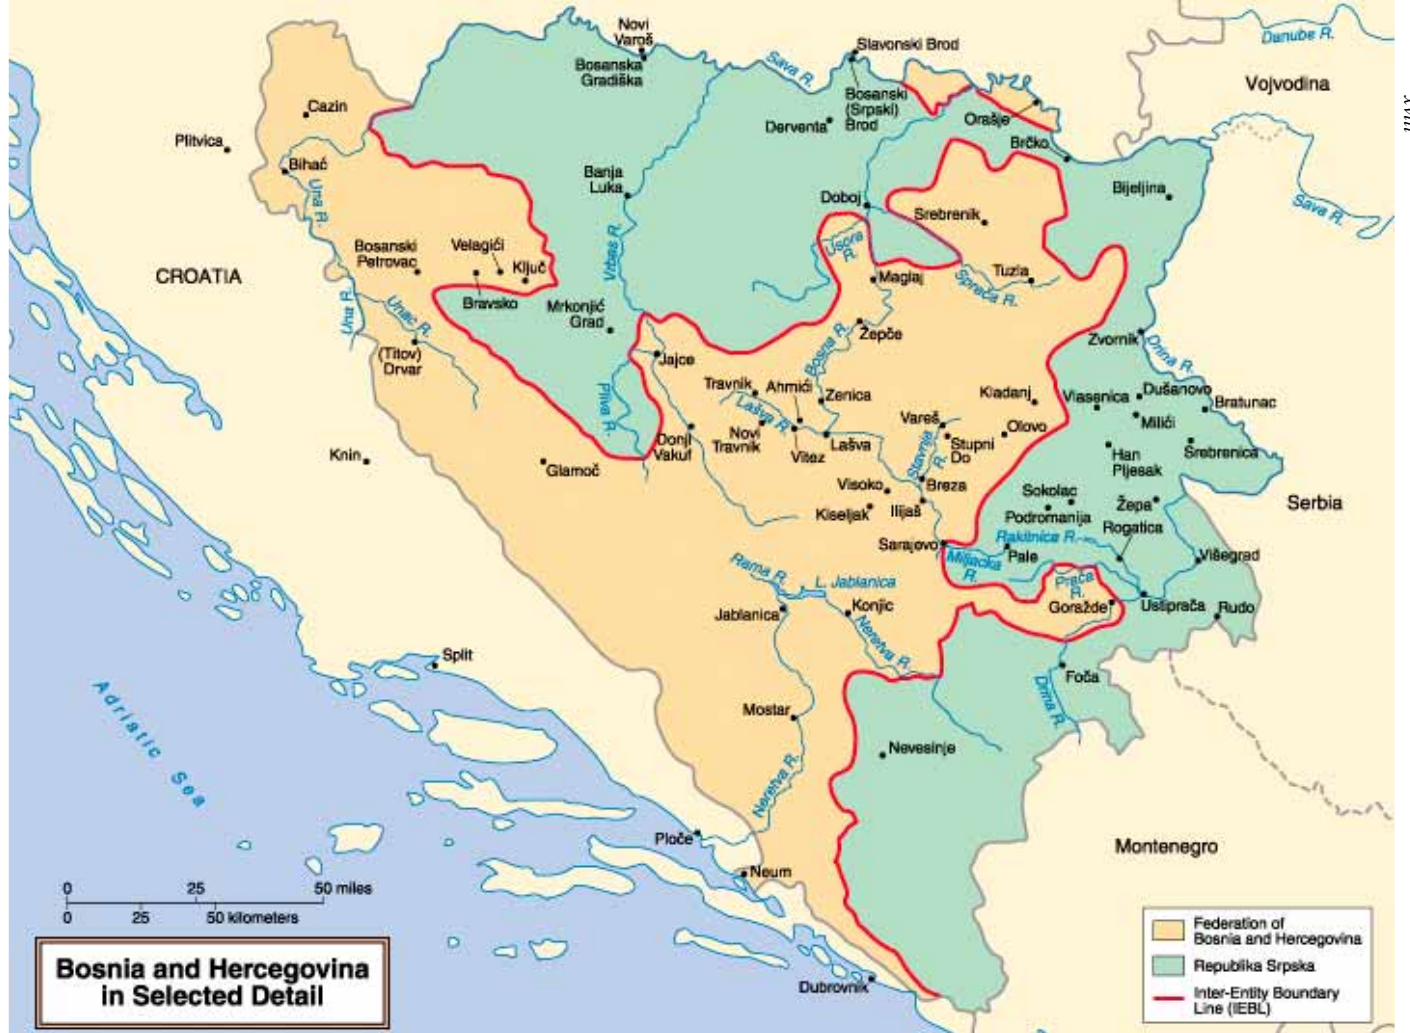 Novi
Varoš
Bosanska
Gradiška
Sava R.
Slavonski Brod
Danube R.
Vojvodina
Cazin
Plitvica
Bihać
Una R.
Bosanski
(Srpski)
Brod
Derventa
Orašje
Brčko
Banja
Luka
Doboj
Bijeljina
Srebrenik
Sava R.
CROATIA
Bosanski
Petrovac
Velagići
Ključ
Bravsko
Vrbas R.
Usora
R.
Maglaj
Tuzla
Spreča R.
Mrkonjić
Grad
Una R.
Unac R.
(Titov)
Drvar
Jajce
Žepče
Bosna R.
Zvornik
Drina R.
Travnik
Ahmići
Zenica
Lašva R.
Novi
Travnik
Vitez
Lašva
Pliva R.
Donji
Vakuf
Kladanj
Vlasenica
Dušanovo
Bratunac
Milići
Vareš
Olovo
Stupni
Do
Stavnja
R.
Han
Pljesak
Srebrenica
Knin
Glamoč
Visoko
Breza
Kiseljak
Ilijaš
Sokolac
Podromanija
Žepa
Rogatica
Serbia
Sarajevo
Miljacka
R.
Pale
Rakitnica R.
Višegrad
Rama R.
L. Jablanica
Jablanica
Konjic
Neretva R.
Prača
R.
Goražde
Ustiprača
Rudo
Split
Foča
Drina R.
Adriatic Sea
Mostar
Nevesinje
Neretva R.
Ploče
Neum
Montenegro
Dubrovnik
0 25 50 miles
0 25 50 kilometers
Bosnia and Hercegovina
in Selected Detail
Federation of
Bosnia and Hercegovina
Republika Srpska
Inter-Entity Boundary
Line (IEBL)